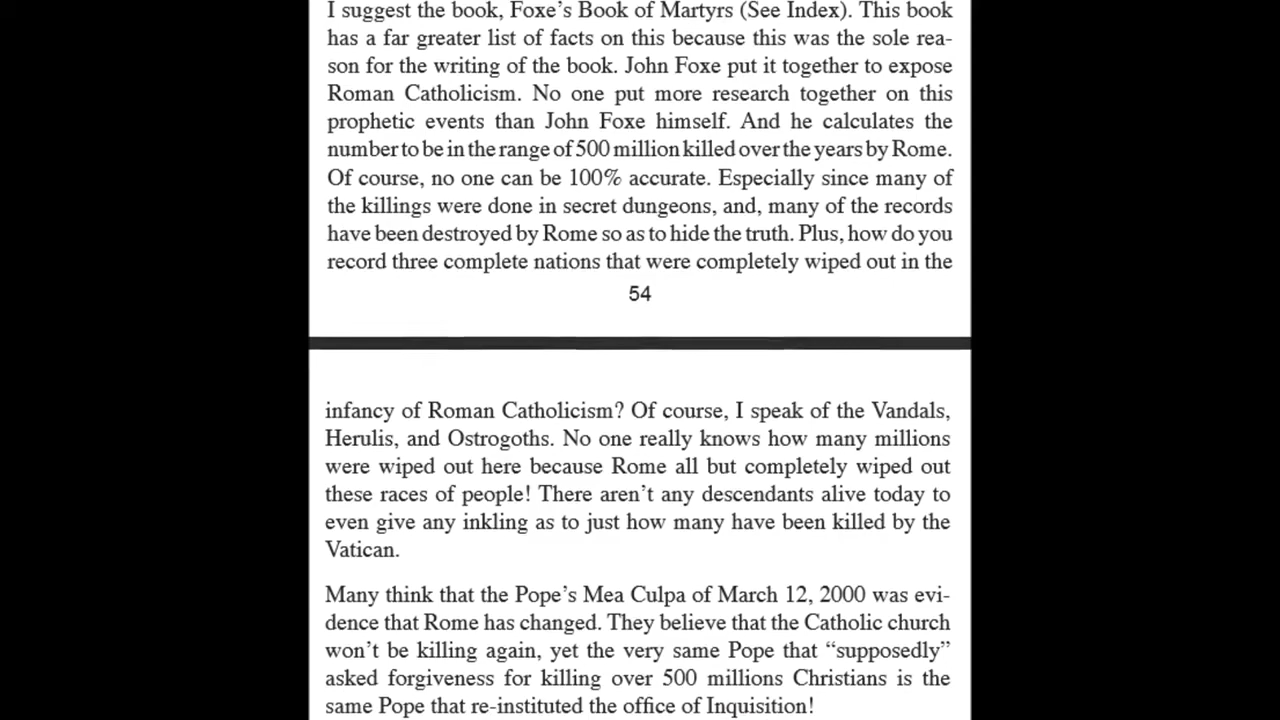 I suggest the book, Foxe’s Book of Martyrs (See Index). This book
has a far greater list of facts on this because this was the sole rea-
son for the writing of the book. John Foxe put it together to expose
Roman Catholicism. No one put more research together on this
prophetic events than John Foxe himself. And he calculates the
number to be in the range of 500 million killed over the years by Rome.
Of course, no one can be 100% accurate. Especially since many of
the killings were done in secret dungeons, and, many of the records
have been destroyed by Rome so as to hide the truth. Plus, how do you
record three complete nations that were completely wiped out in the
54
infancy of Roman Catholicism? Of course, I speak of the Vandals,
Herulis, and Ostrogoths. No one really knows how many millions
were wiped out here because Rome all but completely wiped out
these races of people! There aren’t any descendants alive today to
even give any inkling as to just how many have been killed by the
Vatican.
Many think that the Pope’s Mea Culpa of March 12, 2000 was evi-
dence that Rome has changed. They believe that the Catholic church
won’t be killing again, yet the very same Pope that “supposedly”
asked forgiveness for killing over 500 millions Christians is the
same Pope that re-instituted the office of Inquisition!